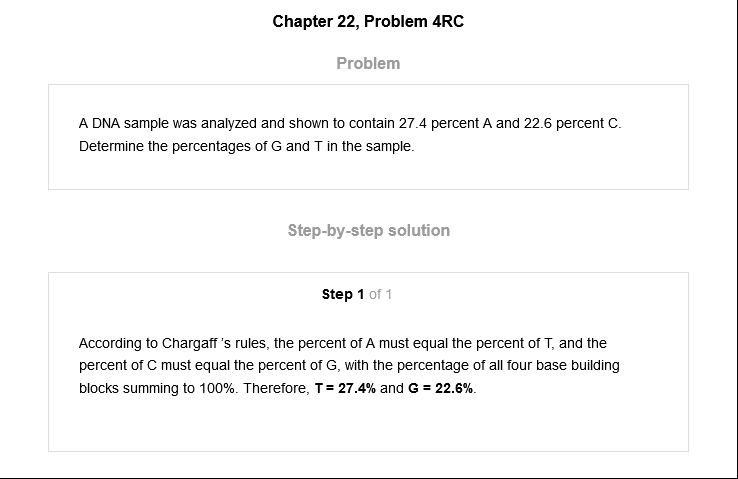 Chapter 22, Problem 4RC
Problem
A DNA sample was analyzed and shown to contain 27.4 percent A and 22.6 percent C.
Determine the percentages of G and T in the sample.
Step-by-step solution
Step 1 of 1
According to Chargaff 's rules, the percent of A must equal the percent of T, and the
percent of C must equal the percent of G, with the percentage of all four base building
blocks summing to 100%. Therefore, T = 27.4% and G = 22.6%.